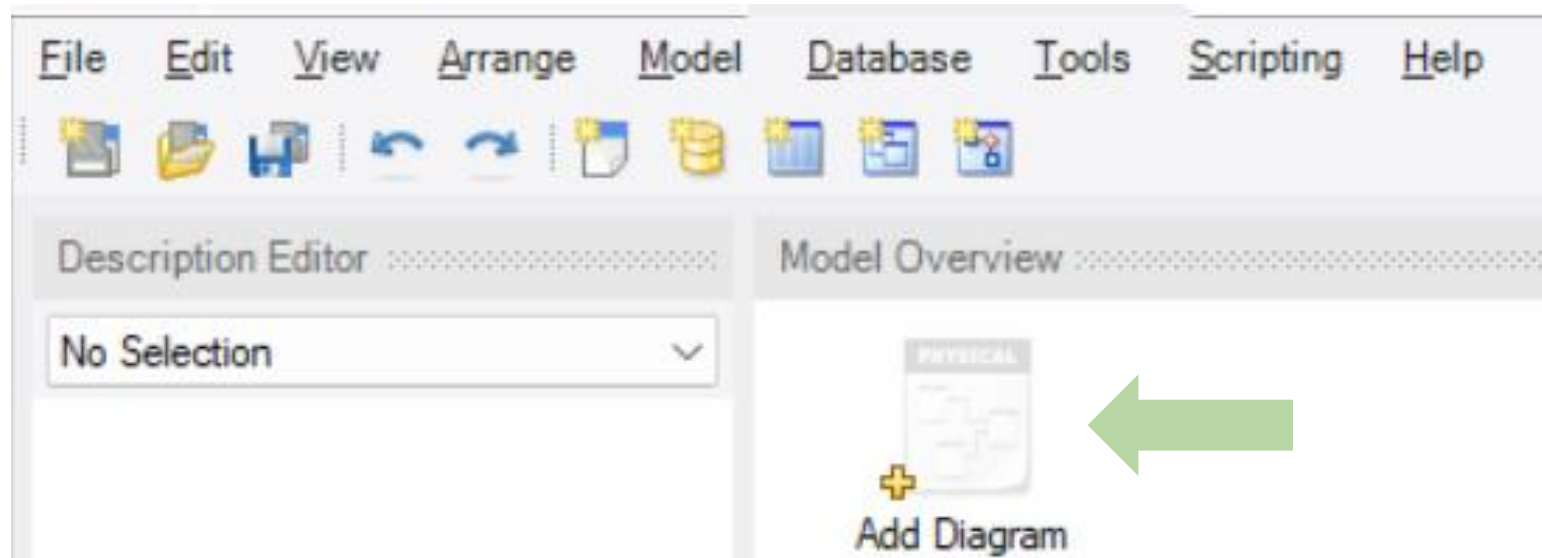 File Edit View Arrange Model Database Tools Scripting Help
Description Editor
Model Overview
No Selection
PHYSICAL
Add Diagram